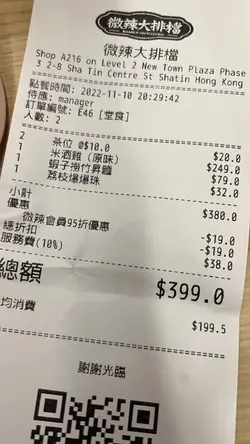 微辣大排檔
微辣大排檔
Shop A216 on Level 2 New Town Plaza Phase
3 2-8 Sha Tin Centre St Shatin Hong Kong
點餐時間: 2022-11-10 20:29:42
侍應: manager
訂單編號: E46 [堂食]
人數: 2
2 茶位 @$10.0 $20.0
1 米酒雞（原味） $249.0
1 蝦子撈竹昇麵 $79.0
1 荔枝爆爆珠 $32.0
小計 $380.0
優惠
微辣會員95折優惠 -$19.0
總折扣 -$19.0
服務費(10%) $38.0
總額 $399.0
均消費 $199.5
謝謝光臨